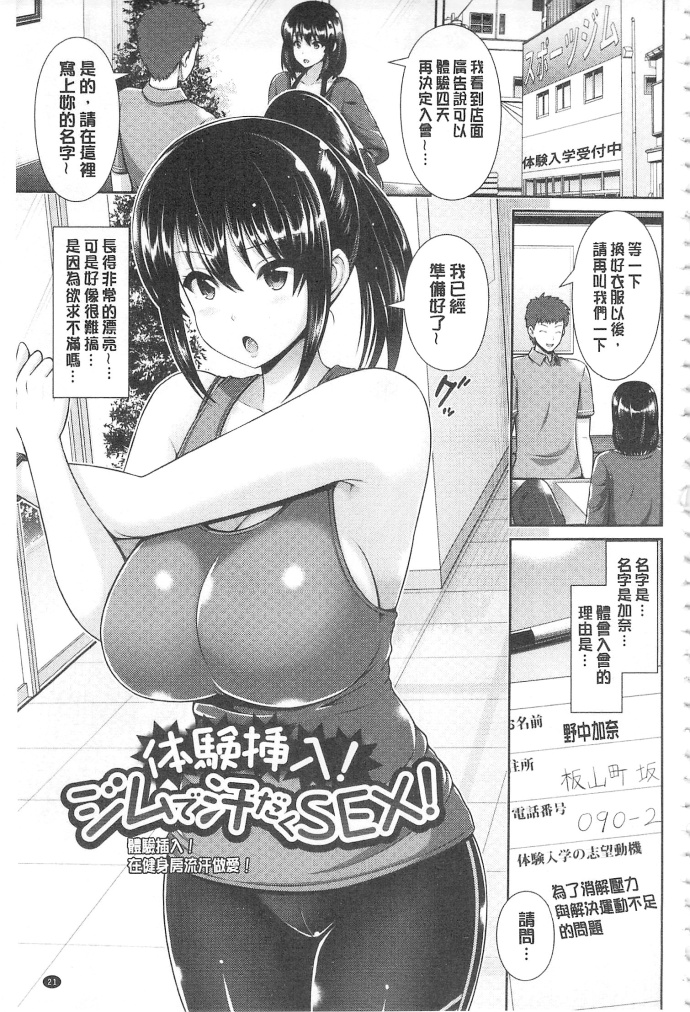 スポーツジム
体験入学受付中
我看到店面
廣告說可以
體驗四天
再決定入會~…
是的，請在這裡
寫上妳的名字~
等一下
換好衣服以後，
請再叫我們一下
名字是…
名字是加奈…
體會入會的
理由是…
お名前
野中加奈
住所
板山町 坂
電話番号
090-2
体験入学の志望動機
為了消解壓力
與解決運動不足
的問題
請問…
我已經
準備好了~
グッ
長得非常的漂亮~…
可是好像很難搞…
是因為欲求不滿嗎…
体験挿入！
ジムで汗だくSEX！
體驗插入！
在健身房流汗做愛！
21